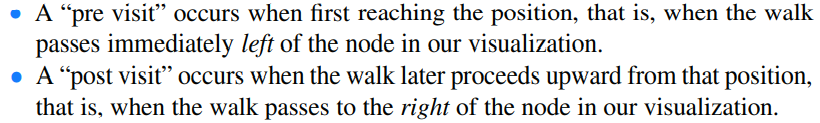 • A “pre visit” occurs when first reaching the position, that is, when the walk
passes immediately left of the node in our visualization.
• A “post visit” occurs when the walk later proceeds upward from that position,
that is, when the walk passes to the right of the node in our visualization.